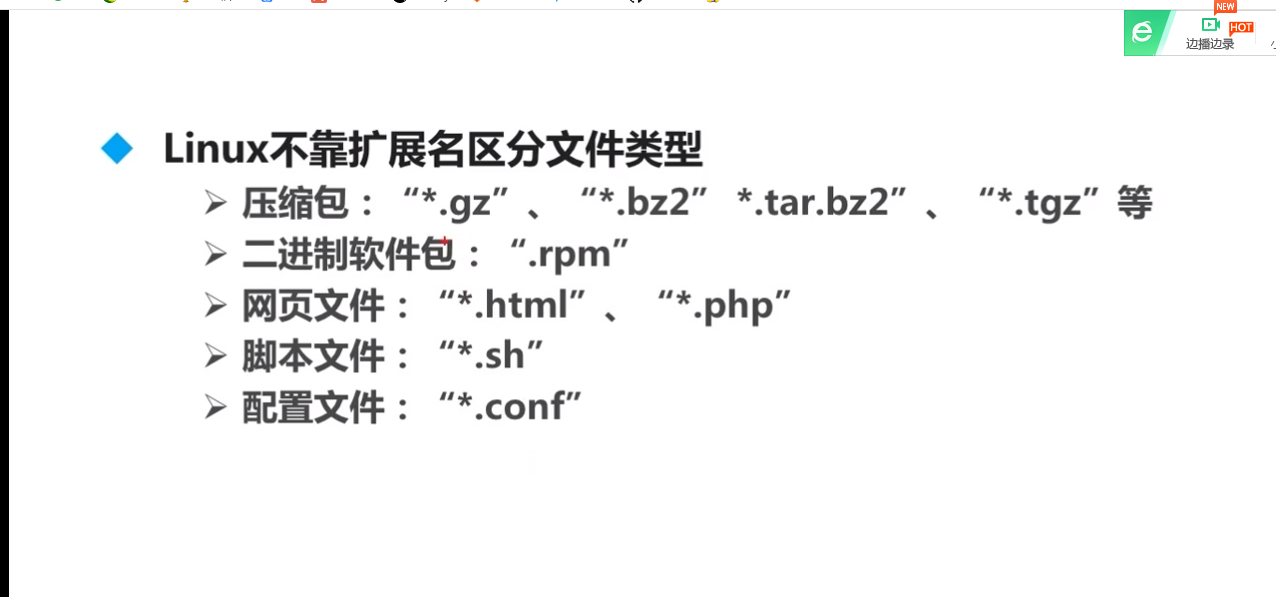 NEW
HOT
边播边录
Linux不靠扩展名区分文件类型
压缩包：“*.gz”、“*.bz2” *.tar.bz2”、“*.tgz”等
二进制软件包：“.rpm”
网页文件：“*.html”、“*.php”
脚本文件：“*.sh”
配置文件：“*.conf”